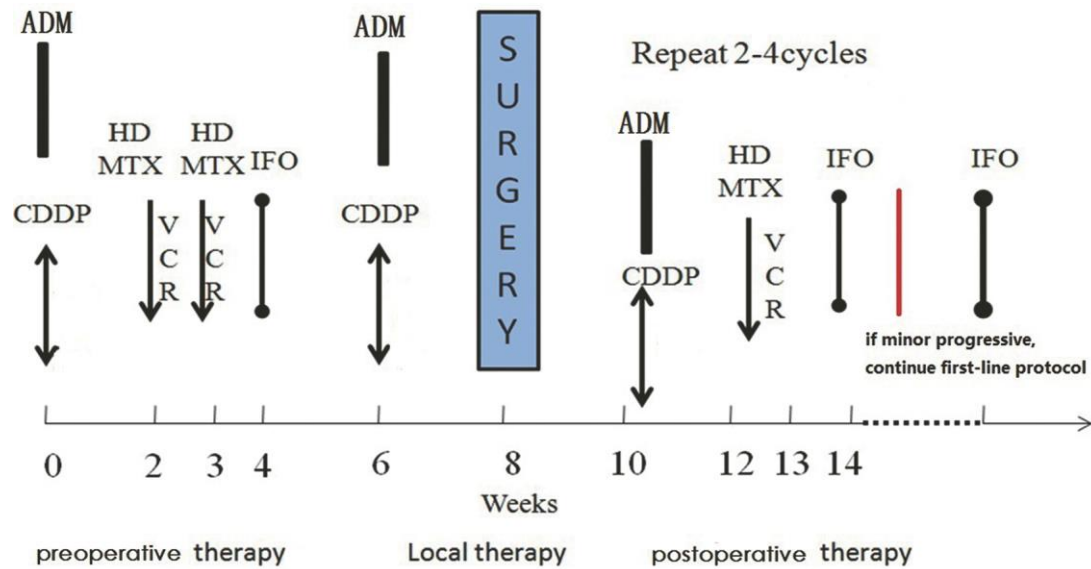 ADM
ADM
SURGERY
Repeat 2-4cycles
ADM
HD
MTX
HD
MTX
IFO
HD
MTX
IFO
IFO
CDDP
VCR
VCR
CDDP
CDDP
VCR
if minor progressive,
continue first-line protocol
0 2 3 4 6 8 10 12 13 14
Weeks
preoperative therapy
Local therapy
postoperative therapy